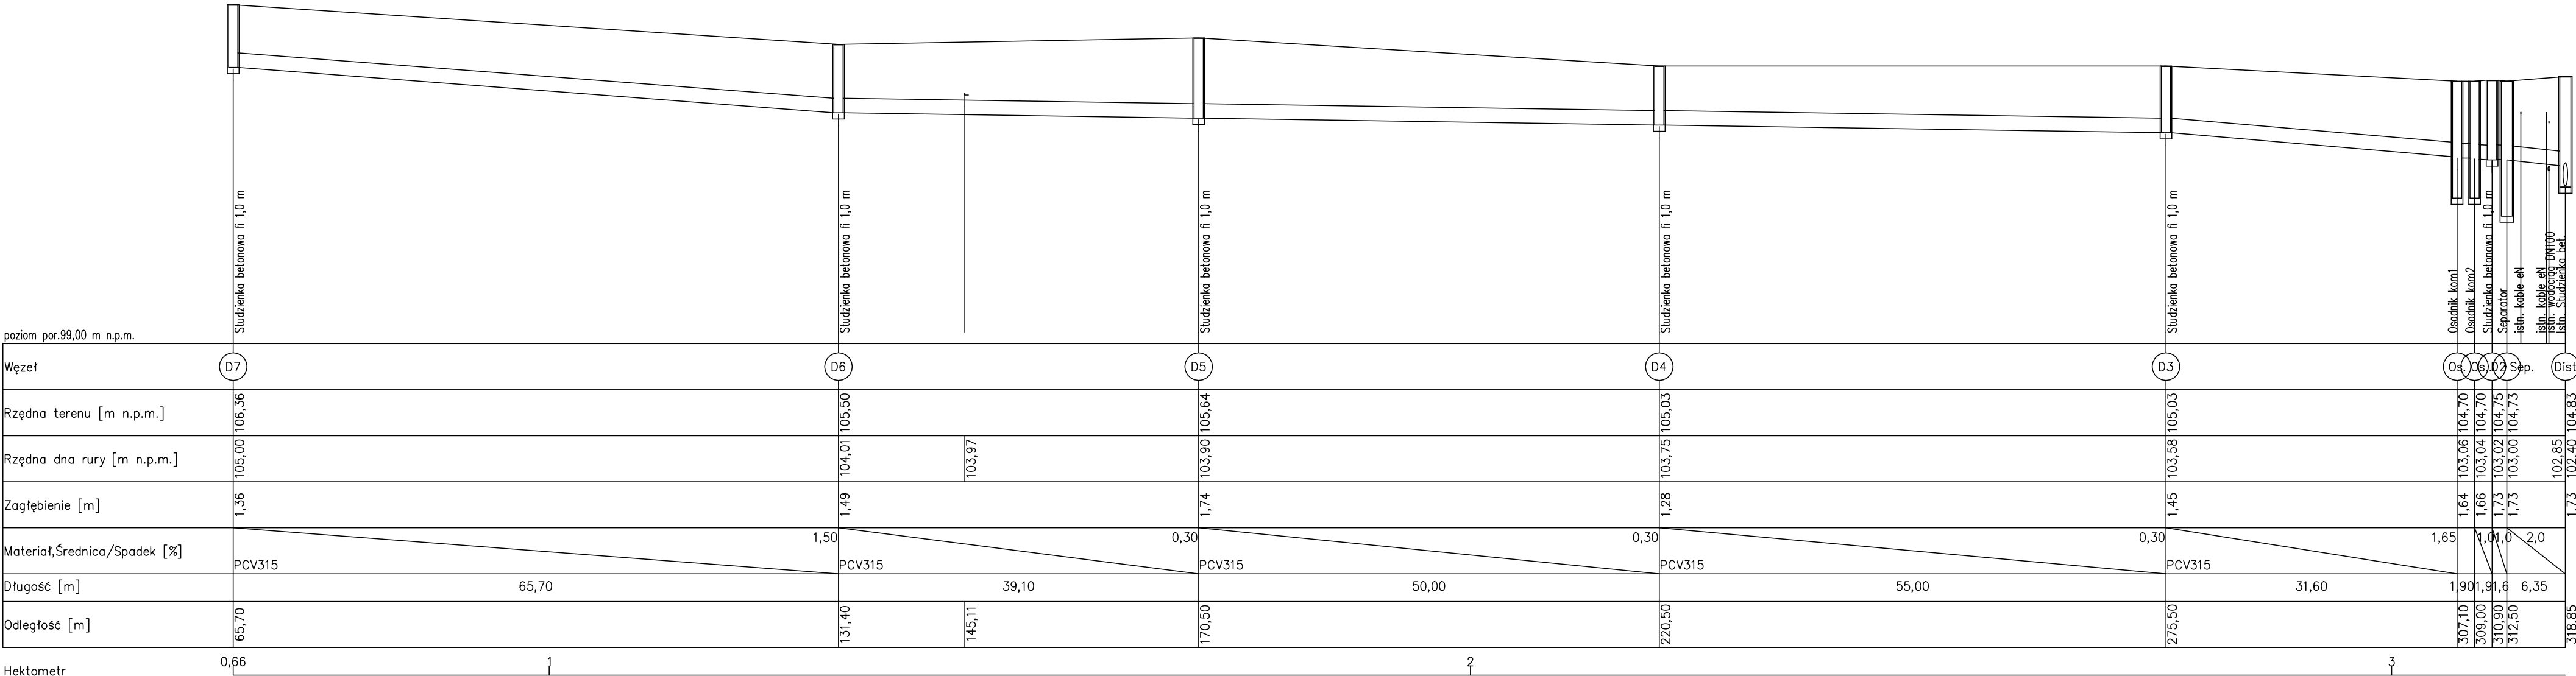 Studzienka betonowa fi 1,0 m
Studzienka betonowa fi 1,0 m
Studzienka betonowa fi 1,0 m
Studzienka betonowa fi 1,0 m
Studzienka betonowa fi 1,0 m
Osadnik kom1
Osadnik kom2
Studzienka betonowa fi 1,0 m
Separator
istn. kable eN
istn. kable eN
istn. wodociąg DN100
Istn. Studzienka bet.
poziom por.99,00 m n.p.m.
Węzeł D7 D6 D5 D4 D3 Os. Os. D2 Sep. Dist
Rzędna terenu [m n.p.m.] 106,36 105,50 105,64 105,03 105,03 104,70 104,70 104,75 104,73 104,83
Rzędna dna rury [m n.p.m.] 105,00 104,01 103,97 103,90 103,75 103,58 103,06 103,04 103,02 103,00 102,85 102,40
Zagłębienie [m] 1,36 1,49 1,74 1,28 1,45 1,64 1,66 1,73 1,73 1,73
Materiał,Średnica/Spadek [%] 1,50 0,30 0,30 0,30 1,65 1,0 1,0 2,0
PCV315 PCV315 PCV315 PCV315 PCV315
Długość [m] 65,70 39,10 50,00 55,00 31,60 1,90 1,9 1,6 6,35
Odległość [m] 65,70 131,40 145,11 170,50 220,50 275,50 307,10 309,00 310,90 312,50 318,85
Hektometr 0,66 1 2 3